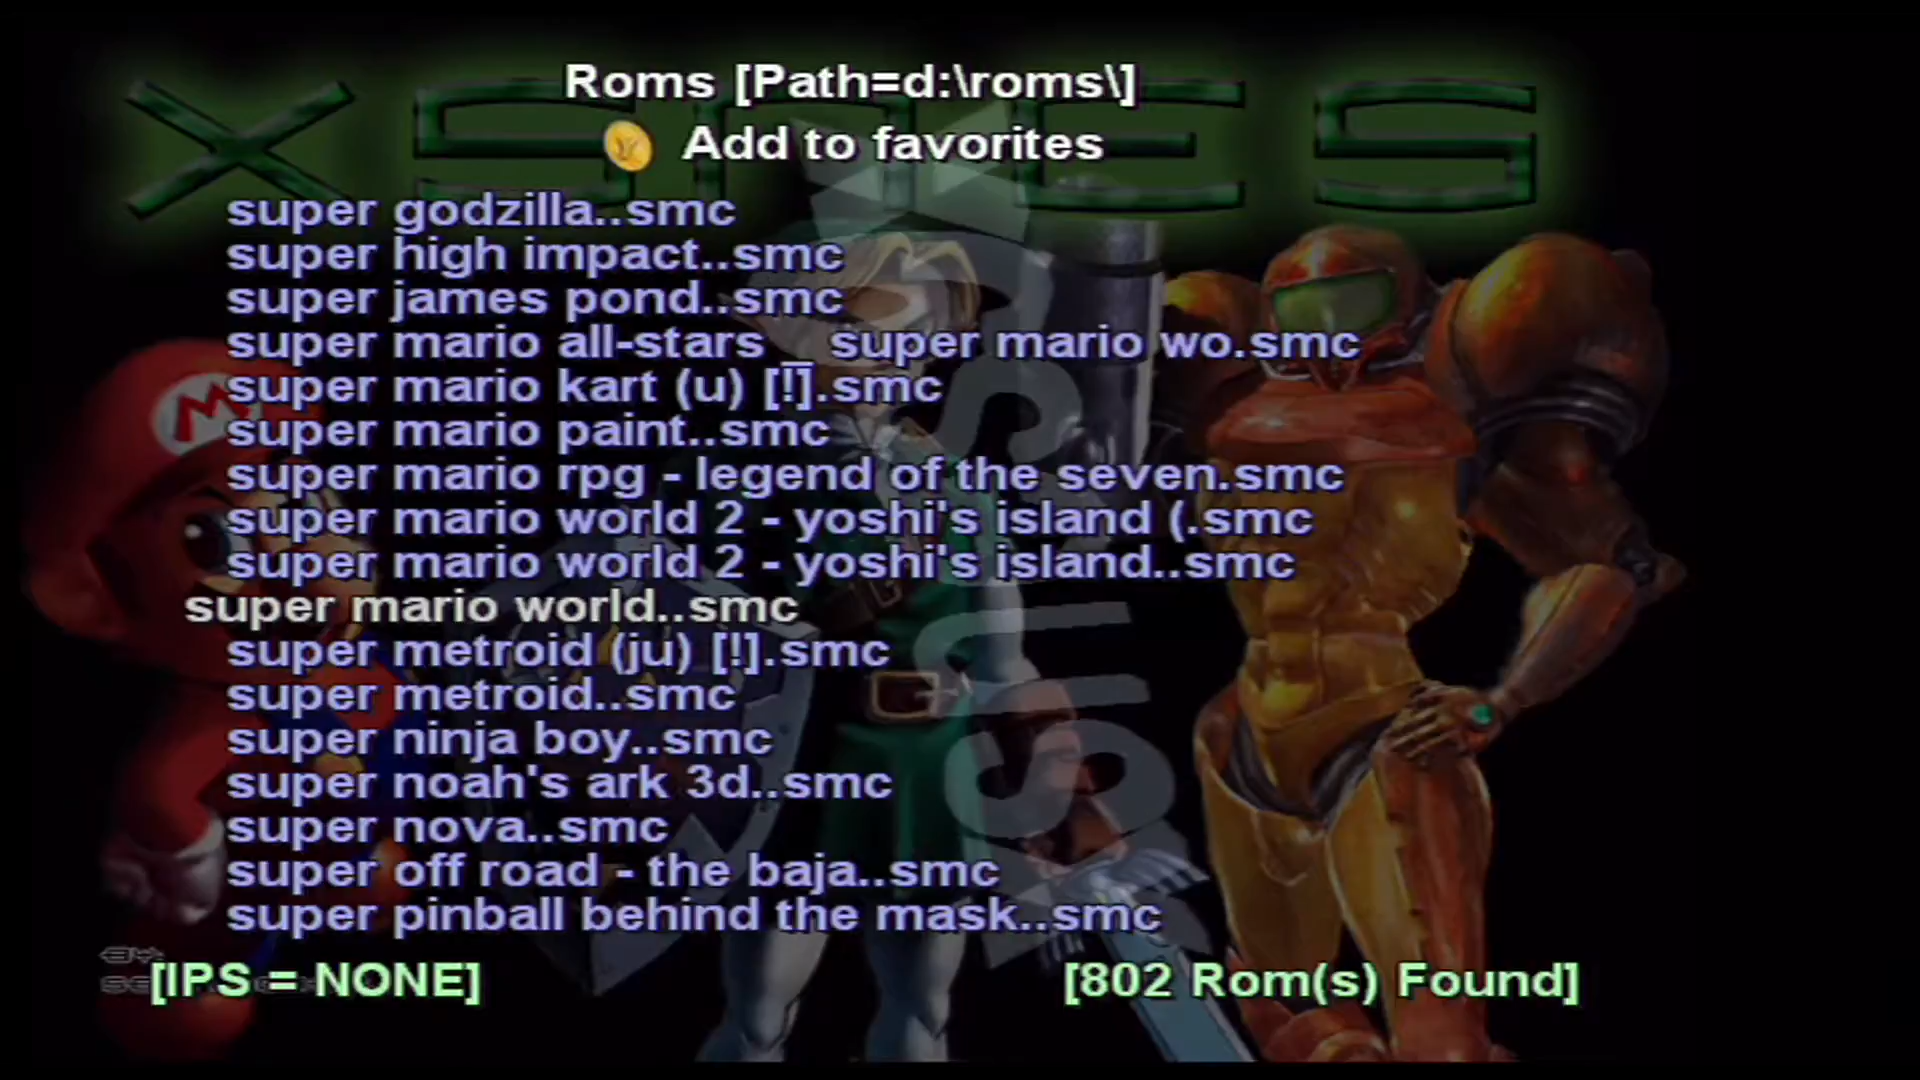 XSNES
Roms [Path=d:\roms\]
Y Add to favorites
super godzilla..smc
super high impact..smc
super james pond..smc
super mario all-stars _ super mario wo.smc
super mario kart (u) [!].smc
super mario paint..smc
super mario rpg - legend of the seven.smc
super mario world 2 - yoshi's island (.smc
super mario world 2 - yoshi's island..smc
super mario world..smc
super metroid (ju) [!].smc
super metroid..smc
super ninja boy..smc
super noah's ark 3d..smc
super nova..smc
super off road - the baja..smc
super pinball behind the mask..smc
[IPS = NONE]
[802 Rom(s) Found]
M